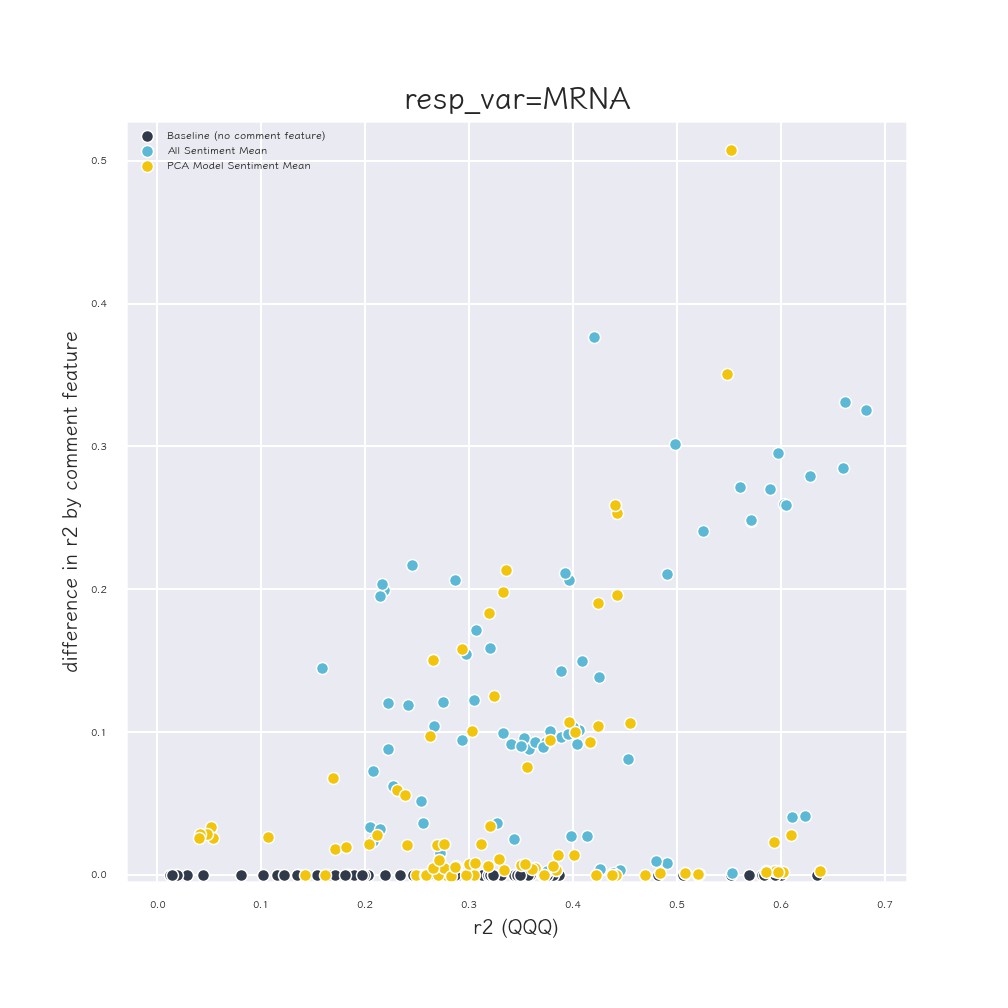 resp_var=MRNA
Baseline (no comment feature)
All Sentiment Mean
PCA Model Sentiment Mean
0.5
0.4
0.3
0.2
0.1
0.0
difference in r2 by comment feature
0.0 0.1 0.2 0.3 0.4 0.5 0.6 0.7
r2 (QQQ)